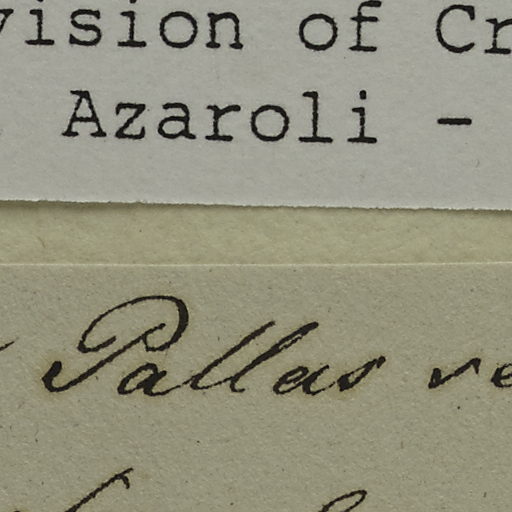 vision of Cr
Azaroli -
Pallas